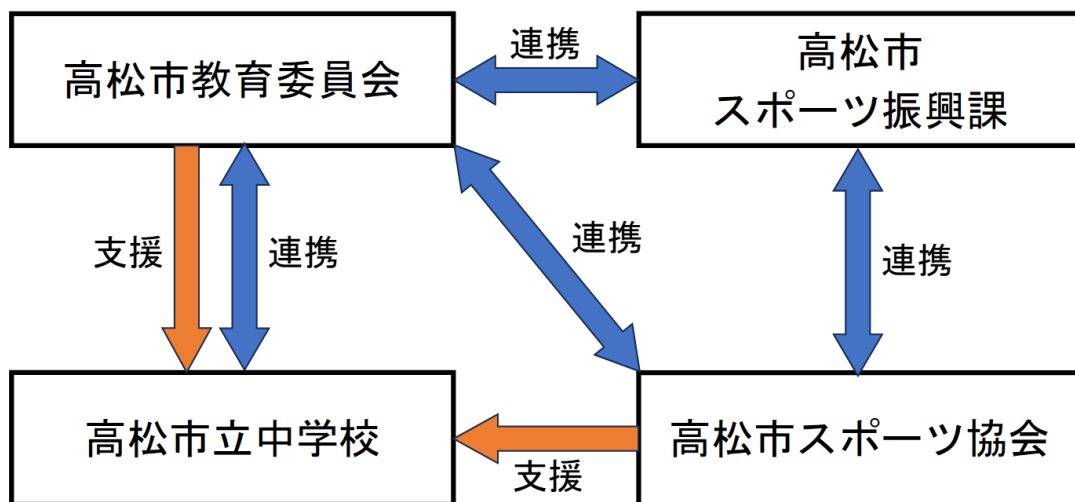 高松市教育委員会
連携
高松市
スポーツ振興課
支援
連携
連携
連携
高松市立中学校
支援
高松市スポーツ協会